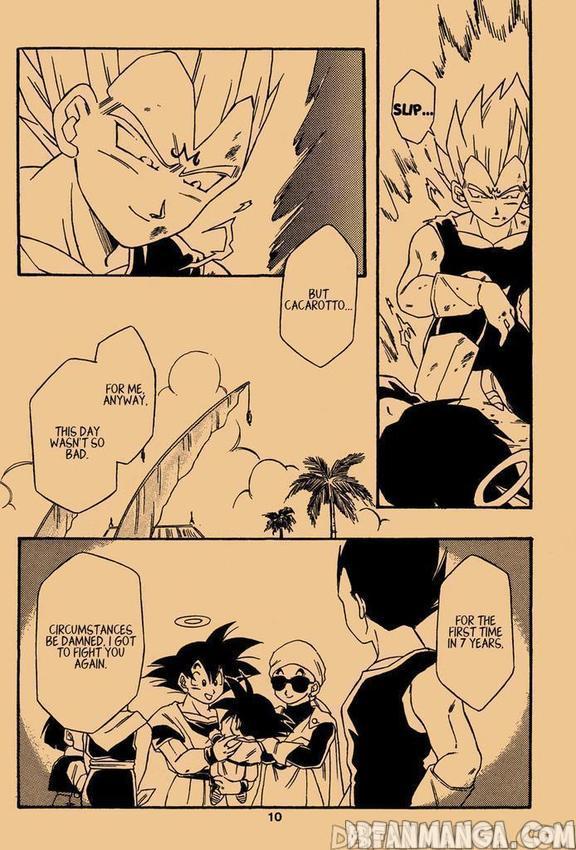 SLIP...
BUT
CACAROTTO...
FOR ME,
ANYWAY.
THIS DAY
WASN'T SO
BAD.
FOR THE
FIRST TIME
IN 7 YEARS.
CIRCUMSTANCES
BE DAMNED, I GOT
TO FIGHT YOU
AGAIN.
10
DBFANMANGA.COM